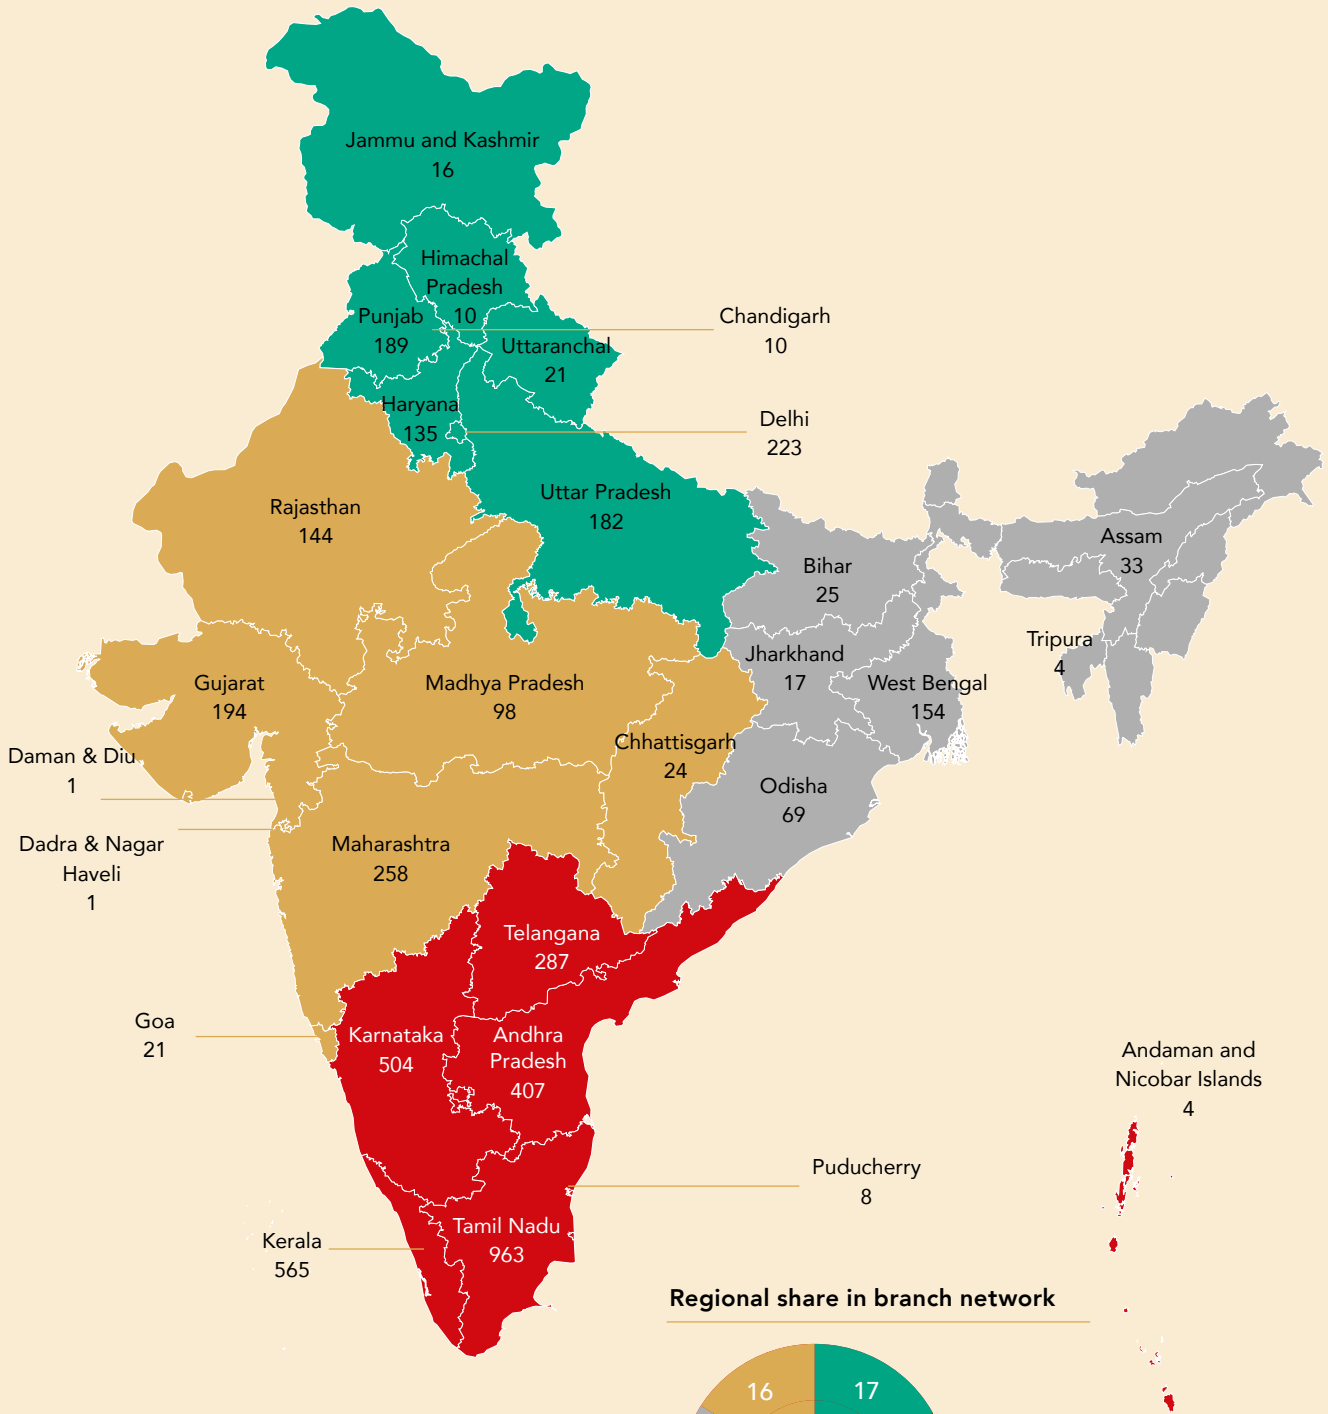 Jammu and Kashmir
16
Himachal
Pradesh
10
Punjab
189
Chandigarh
10
Uttaranchal
21
Haryana
135
Delhi
223
Uttar Pradesh
182
Rajasthan
144
Assam
33
Bihar
25
Tripura
4
Jharkhand
17
West Bengal
154
Gujarat
194
Madhya Pradesh
98
Chhattisgarh
24
Daman & Diu
1
Odisha
69
Dadra & Nagar
Haveli
1
Maharashtra
258
Telangana
287
Goa
21
Karnataka
504
Andhra
Pradesh
407
Andaman and
Nicobar Islands
4
Puducherry
8
Kerala
565
Tamil Nadu
963
Regional share in branch network
16
17